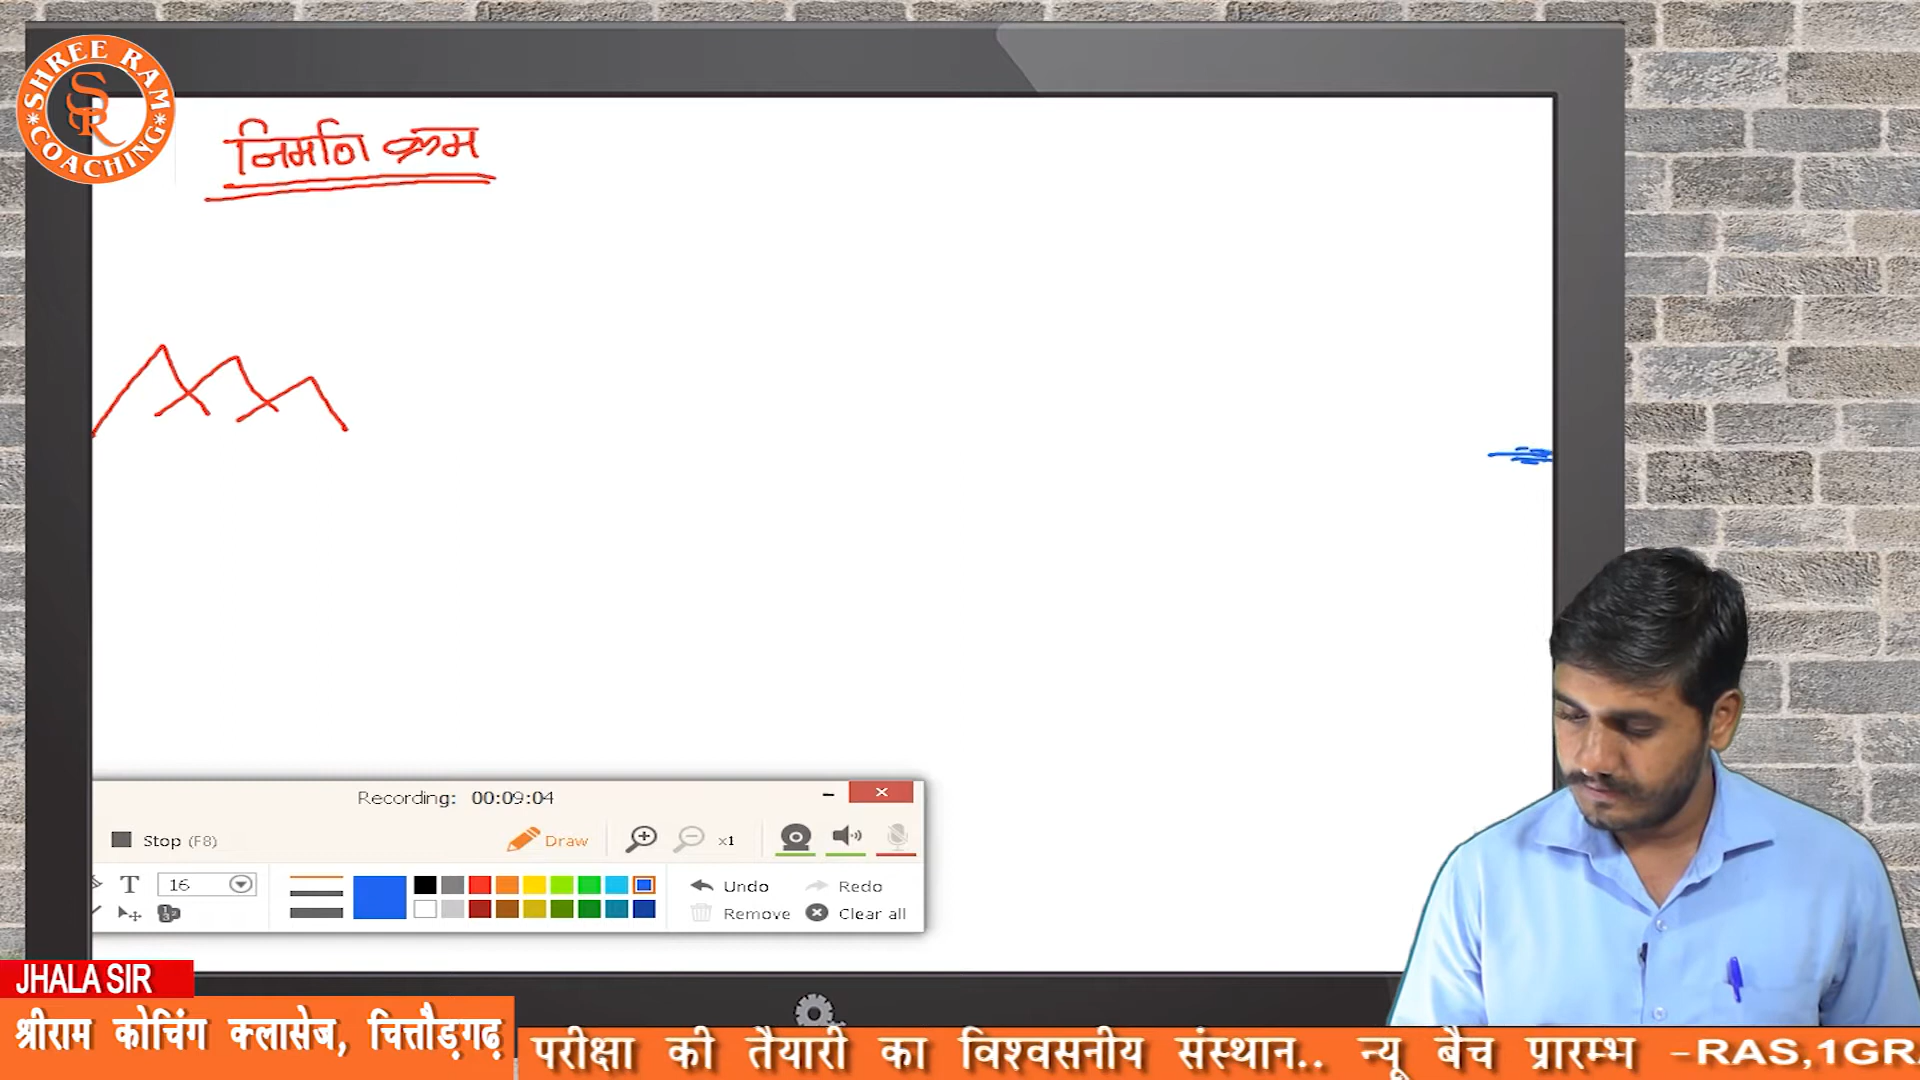 SHREE RAM
SR
COACHING
निर्माण क्रम
Recording: 00:09:04
Stop (F8)
Draw
x1
T 16
Undo Redo
Remove Clear all
JHALA SIR
श्रीराम कोचिंग क्लासेज, चित्तौड़गढ़
परीक्षा की तैयारी का विश्वसनीय संस्थान.. न्यू बैच प्रारम्भ -RAS,1GR